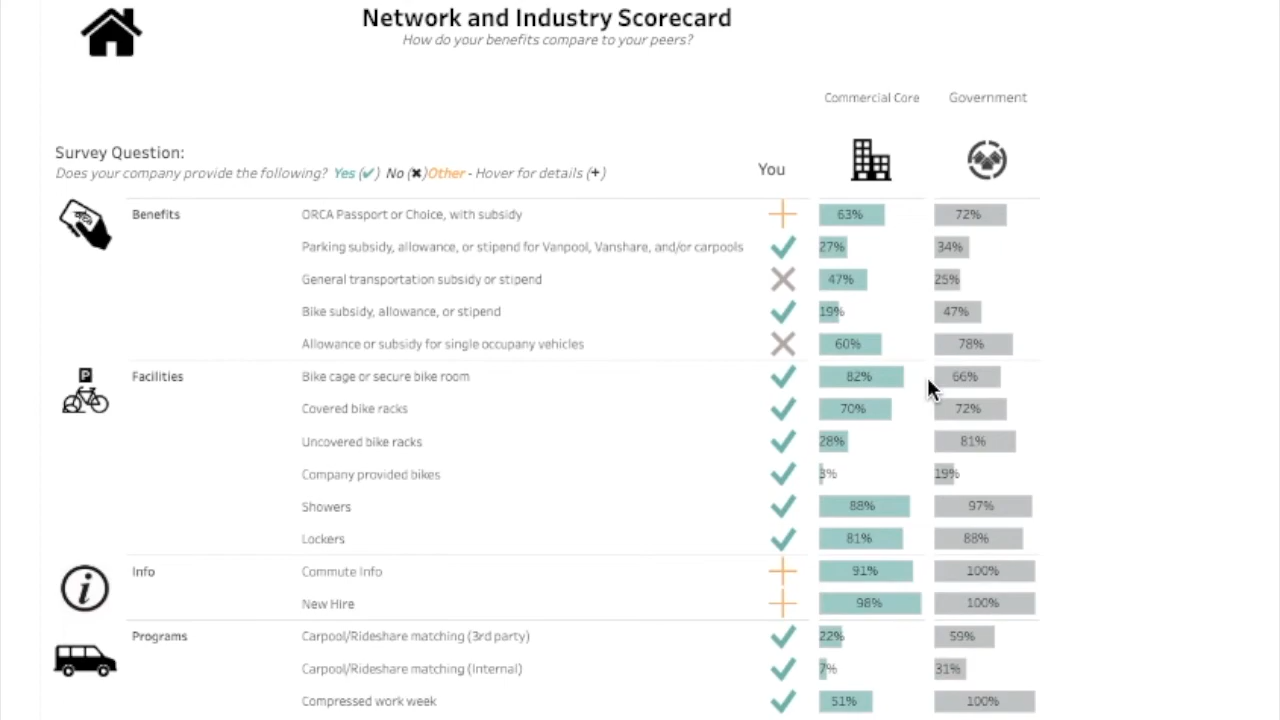 Network and Industry Scorecard
How do your benefits compare to your peers?
Commercial Core Government
Survey Question:
Does your company provide the following? Yes (✔) No (✖)Other - Hover for details (+)
You
Benefits ORCA Passport or Choice, with subsidy 63% 72%
Parking subsidy, allowance, or stipend for Vanpool, Vanshare, and/or carpools 27% 34%
General transportation subsidy or stipend 47% 25%
Bike subsidy, allowance, or stipend 19% 47%
Allowance or subsidy for single occupany vehicles 60% 78%
P
Facilities Bike cage or secure bike room 82% 66%
Covered bike racks 70% 72%
Uncovered bike racks 28% 81%
Company provided bikes 3% 19%
Showers 88% 97%
Lockers 81% 88%
i
Info Commute Info 91% 100%
New Hire 98% 100%
Programs Carpool/Rideshare matching (3rd party) 22% 59%
Carpool/Rideshare matching (Internal) 7% 31%
Compressed work week 51% 100%